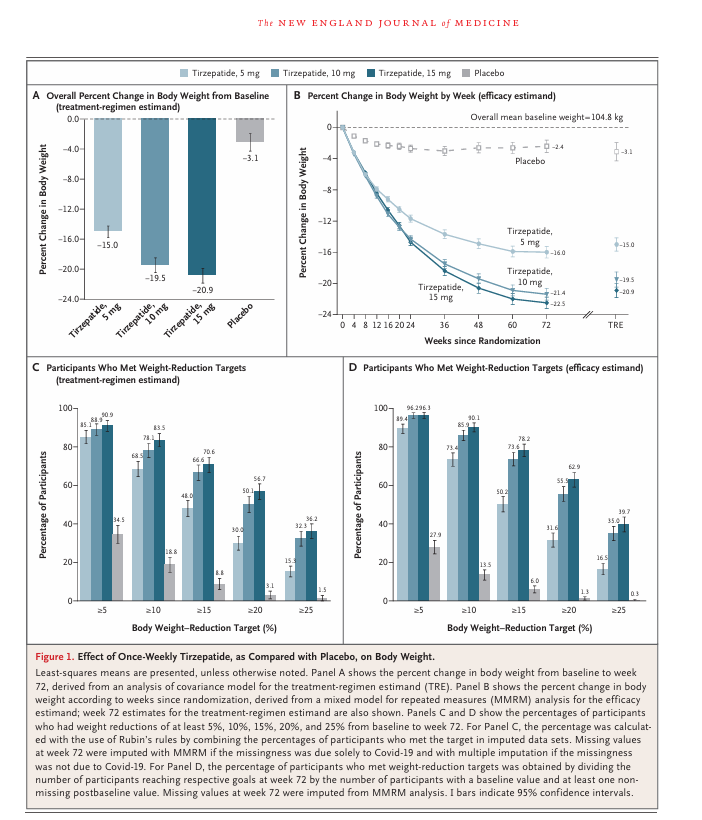 The NEW ENGLAND JOURNAL of MEDICINE
Tirzepatide, 5 mg Tirzepatide, 10 mg Tirzepatide, 15 mg Placebo
A Overall Percent Change in Body Weight from Baseline
(treatment-regimen estimand)
Percent Change in Body Weight
0.0
−4.0
−8.0
−12.0
−16.0
−20.0
−24.0
−15.0
−19.5
−20.9
−3.1
Tirzepatide,
5 mg
Tirzepatide,
10 mg
Tirzepatide,
15 mg
Placebo
B Percent Change in Body Weight by Week (efficacy estimand)
Overall mean baseline weight=104.8 kg
Percent Change in Body Weight
0
−4
−8
−12
−16
−20
−24
Placebo
−2.4
−3.1
Tirzepatide,
5 mg
−16.0
−15.0
Tirzepatide,
10 mg
−21.4
−19.5
Tirzepatide,
15 mg
−22.5
−20.9
0 4 8 12 16 20 24 36 48 60 72 TRE
Weeks since Randomization
C Participants Who Met Weight-Reduction Targets
(treatment-regimen estimand)
Percentage of Participants
100
80
60
40
20
0
85.1 88.9 90.9 34.5
68.5 78.1 83.5 18.8
48.0 66.6 70.6 8.8
30.0 50.1 56.7 3.1
15.3 32.3 36.2 1.5
≥5 ≥10 ≥15 ≥20 ≥25
Body Weight–Reduction Target (%)
D Participants Who Met Weight-Reduction Targets (efficacy estimand)
Percentage of Participants
100
80
60
40
20
0
89.4 96.2 96.3 27.9
73.4 85.9 90.1 13.5
50.2 73.6 78.2 6.0
31.6 55.5 62.9 1.3
16.5 35.0 39.7 0.3
≥5 ≥10 ≥15 ≥20 ≥25
Body Weight–Reduction Target (%)
Figure 1. Effect of Once-Weekly Tirzepatide, as Compared with Placebo, on Body Weight.
Least-squares means are presented, unless otherwise noted. Panel A shows the percent change in body weight from baseline to week
72, derived from an analysis of covariance model for the treatment-regimen estimand (TRE). Panel B shows the percent change in body
weight according to weeks since randomization, derived from a mixed model for repeated measures (MMRM) analysis for the efficacy
estimand; week 72 estimates for the treatment-regimen estimand are also shown. Panels C and D show the percentages of participants
who had weight reductions of at least 5%, 10%, 15%, 20%, and 25% from baseline to week 72. For Panel C, the percentage was calculat-
ed with the use of Rubin's rules by combining the percentages of participants who met the target in imputed data sets. Missing values
at week 72 were imputed with MMRM if the missingness was due solely to Covid-19 and with multiple imputation if the missingness
was not due to Covid-19. For Panel D, the percentage of participants who met weight-reduction targets was obtained by dividing the
number of participants reaching respective goals at week 72 by the number of participants with a baseline value and at least one non-
missing postbaseline value. Missing values at week 72 were imputed from MMRM analysis. I bars indicate 95% confidence intervals.